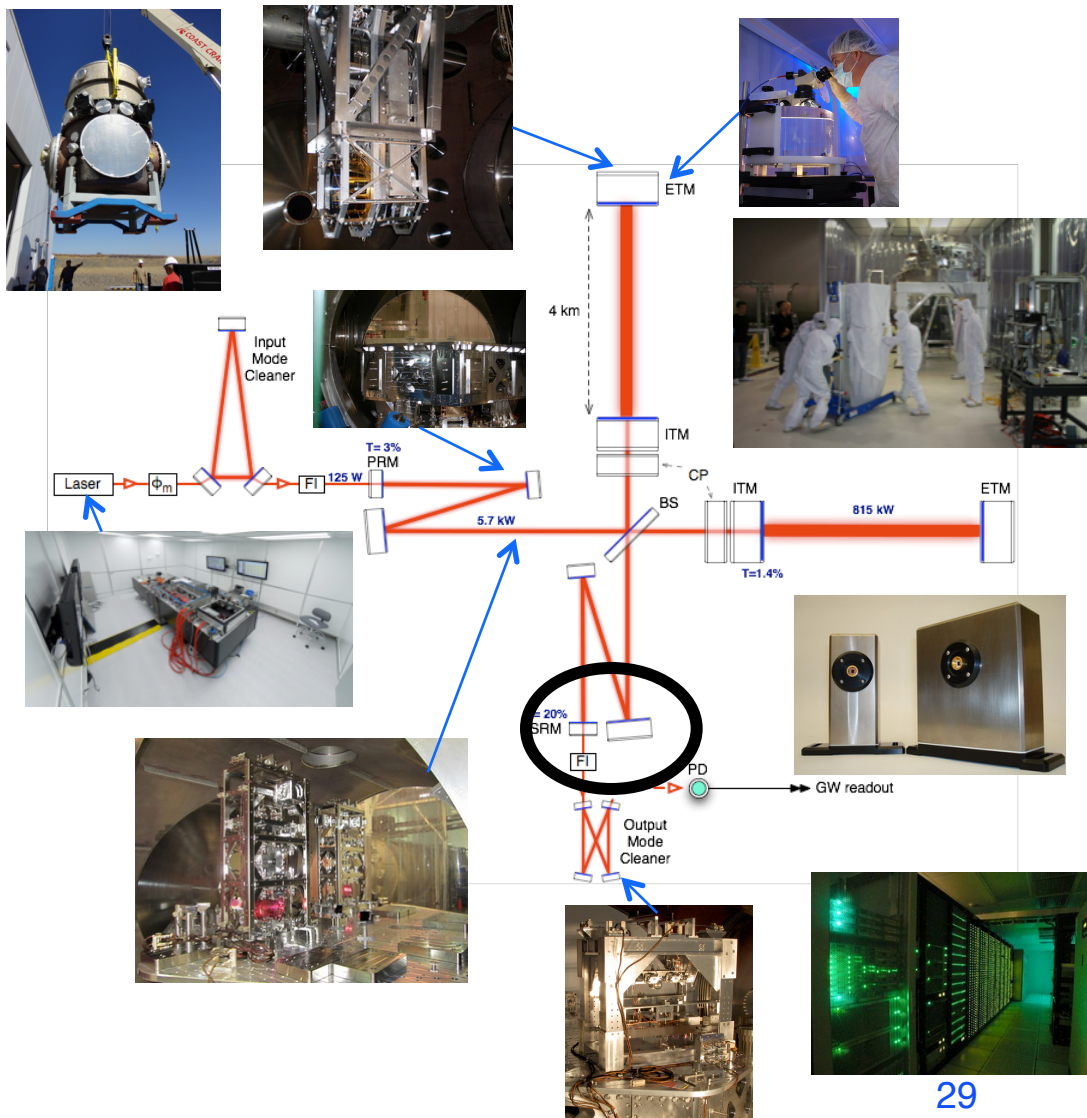 COAST CRA
ETM
4 km
Input
Mode
Cleaner
ITM
T= 3%
PRM
Laser
Φm
FI
125 W
CP
BS
ITM
ETM
5.7 kW
815 kW
T=1.4%
= 20%
SRM
FI
PD
GW readout
Output
Mode
Cleaner
29